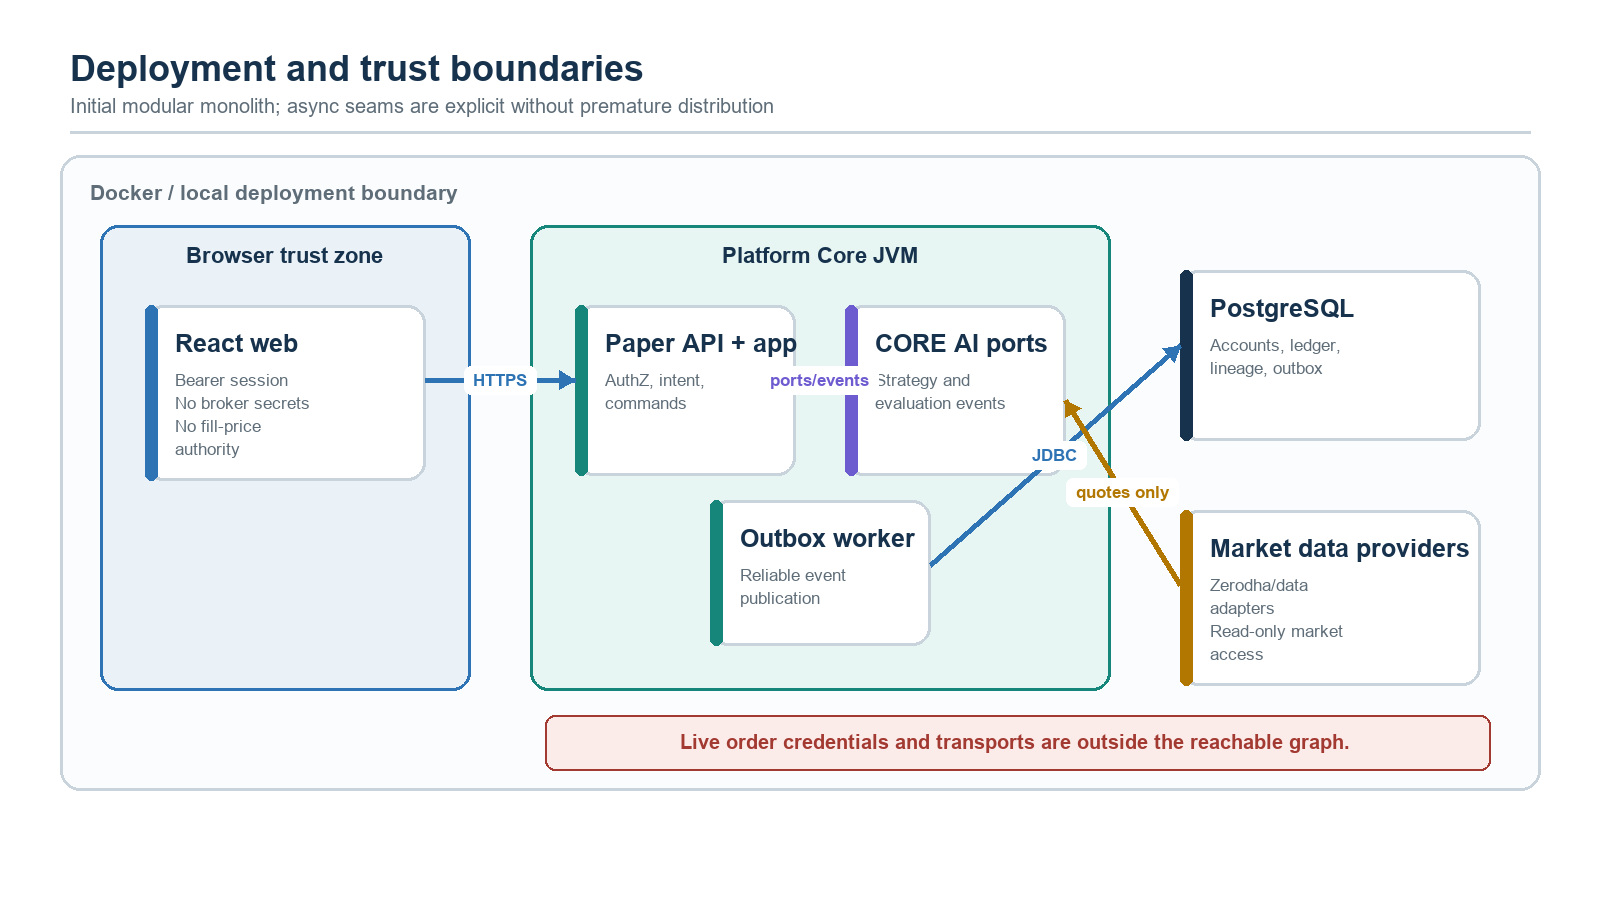 Deployment and trust boundaries
Initial modular monolith; async seams are explicit without premature distribution
Docker / local deployment boundary
Browser trust zone
React web
Bearer session
No broker secrets
No fill-price
authority
HTTPS
Platform Core JVM
Paper API + app
AuthZ, intent,
commands
ports/events
CORE AI ports
Strategy and
evaluation events
Outbox worker
Reliable event
publication
JDBC
quotes only
PostgreSQL
Accounts, ledger,
lineage, outbox
Market data providers
Zerodha/data
adapters
Read-only market
access
Live order credentials and transports are outside the reachable graph.